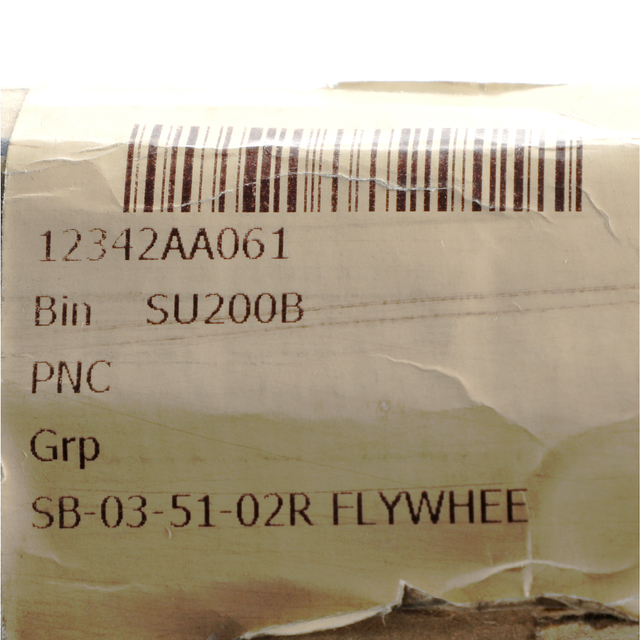 12342AA061
Bin SU200B
PNC
Grp
SB-03-51-02R FLYWHEE